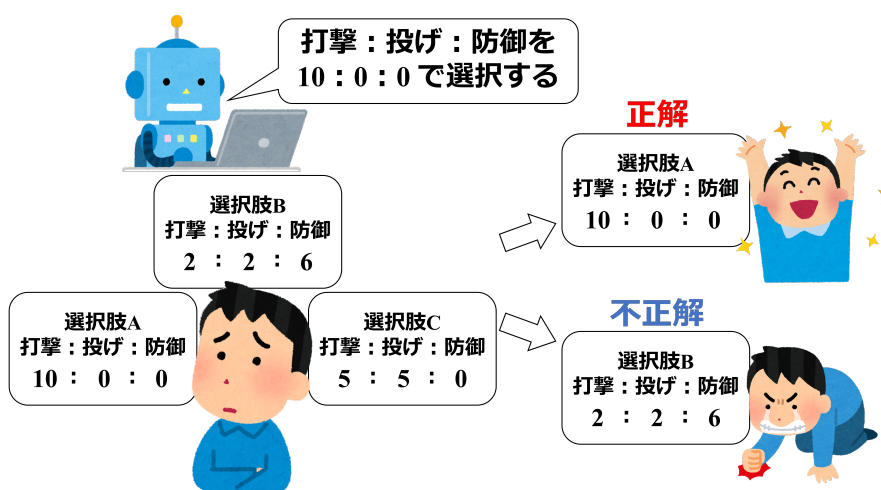 打撃：投げ：防御を
10：0：0で選択する
選択肢B
打撃：投げ：防御
2 ： 2 ： 6
選択肢A
打撃：投げ：防御
10 ： 0 ： 0
選択肢C
打撃：投げ：防御
5 ： 5 ： 0
正解
選択肢A
打撃：投げ：防御
10 ： 0 ： 0
不正解
選択肢B
打撃：投げ：防御
2 ： 2 ： 6